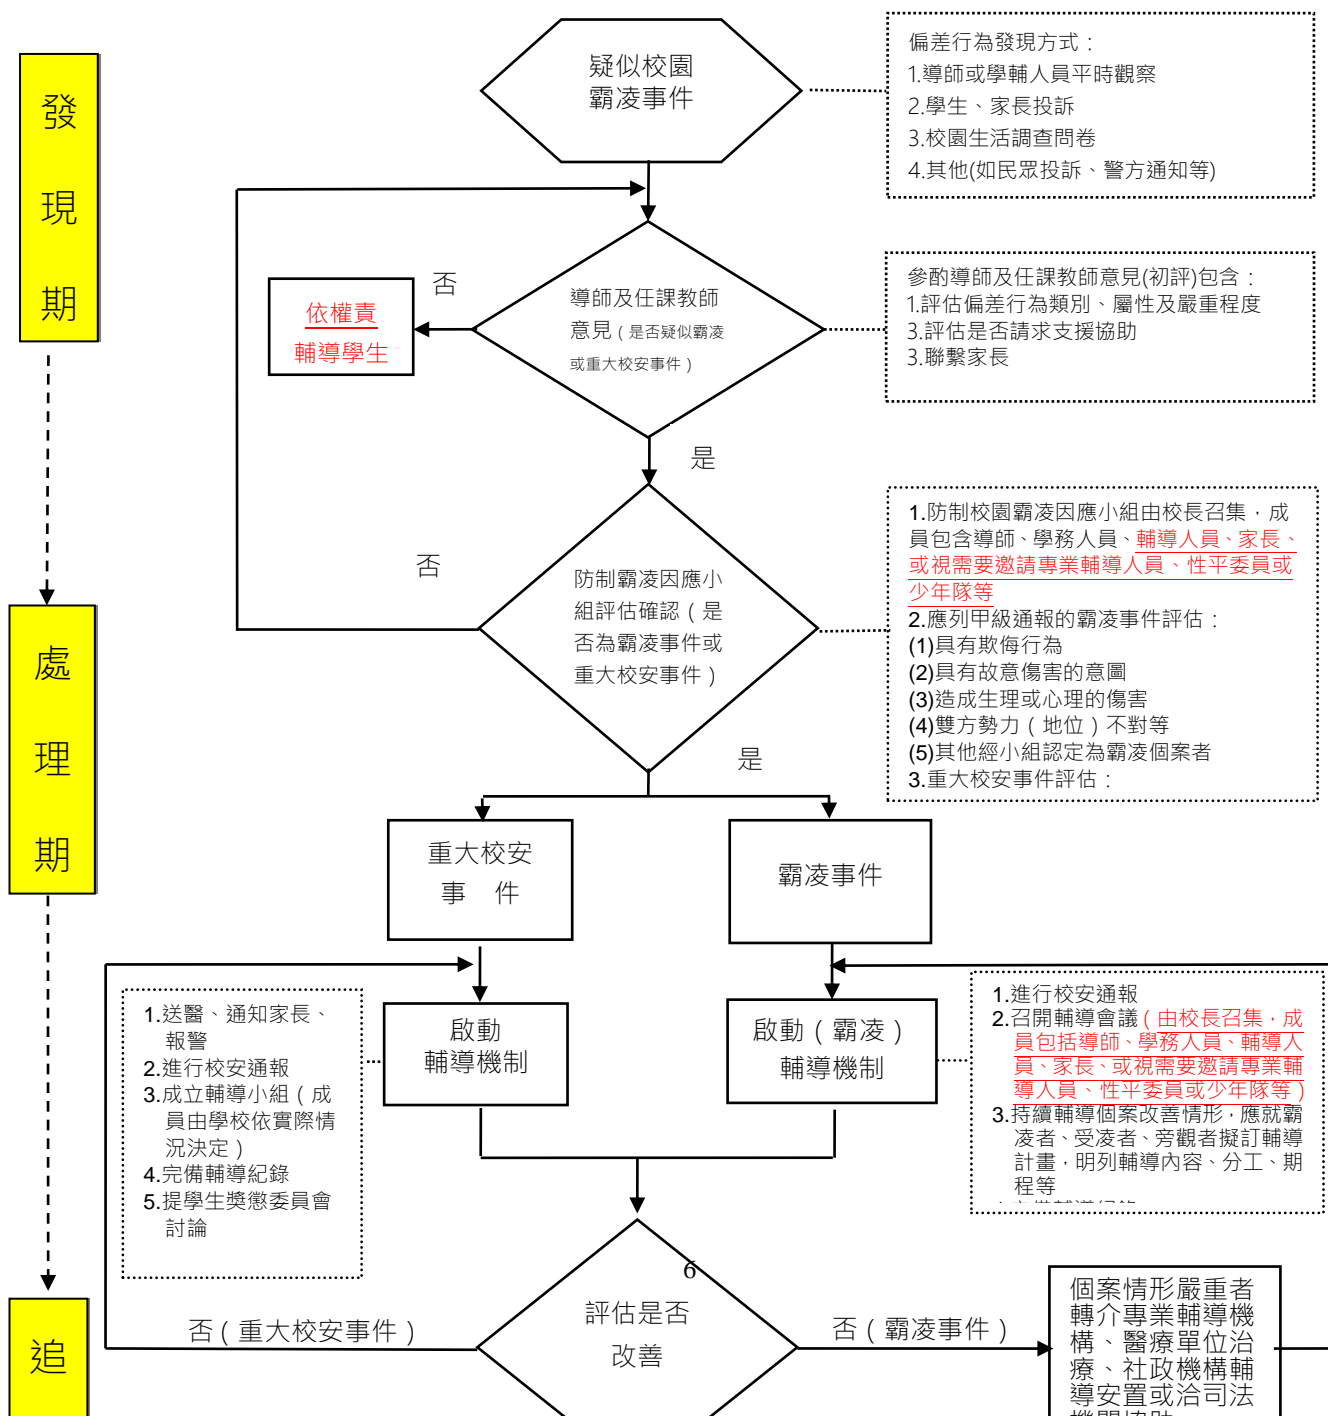 發
現
期
疑似校園
霸凌事件
偏差行為發現方式：
1.導師或學輔人員平時觀察
2.學生、家長投訴
3.校園生活調查問卷
4.其他(如民眾投訴、警方通知等)
否
依權責
輔導學生
導師及任課教師
意見（是否疑似霸凌
或重大校安事件）
參酌導師及任課教師意見(初評)包含：
1.評估偏差行為類別、屬性及嚴重程度
3.評估是否請求支援協助
3.聯繫家長
是
處
理
期
否
防制霸凌因應小
組評估確認（是
否為霸凌事件或
重大校安事件）
1.防制校園霸凌因應小組由校長召集，成
員包含導師、學務人員、輔導人員、家長、
或視需要邀請專業輔導人員、性平委員或
少年隊等
2.應列甲級通報的霸凌事件評估：
(1)具有欺侮行為
(2)具有故意傷害的意圖
(3)造成生理或心理的傷害
(4)雙方勢力（地位）不對等
(5)其他經小組認定為霸凌個案者
3.重大校安事件評估：
是
重大校安
事　件
霸凌事件
1.送醫、通知家長、
報警
2.進行校安通報
3.成立輔導小組（成
員由學校依實際情
況決定）
4.完備輔導紀錄
5.提學生獎懲委員會
討論
啟動
輔導機制
啟動（霸凌）
輔導機制
1.進行校安通報
2.召開輔導會議（由校長召集，成
員包括導師、學務人員、輔導人
員、家長、或視需要邀請專業輔
導人員、性平委員或少年隊等）
3.持續輔導個案改善情形，應就霸
凌者、受凌者、旁觀者擬訂輔導
計畫，明列輔導內容、分工、期
程等
6
追
否（重大校安事件）
評估是否
改善
否（霸凌事件）
個案情形嚴重者
轉介專業輔導機
構、醫療單位治
療、社政機構輔
導安置或洽司法